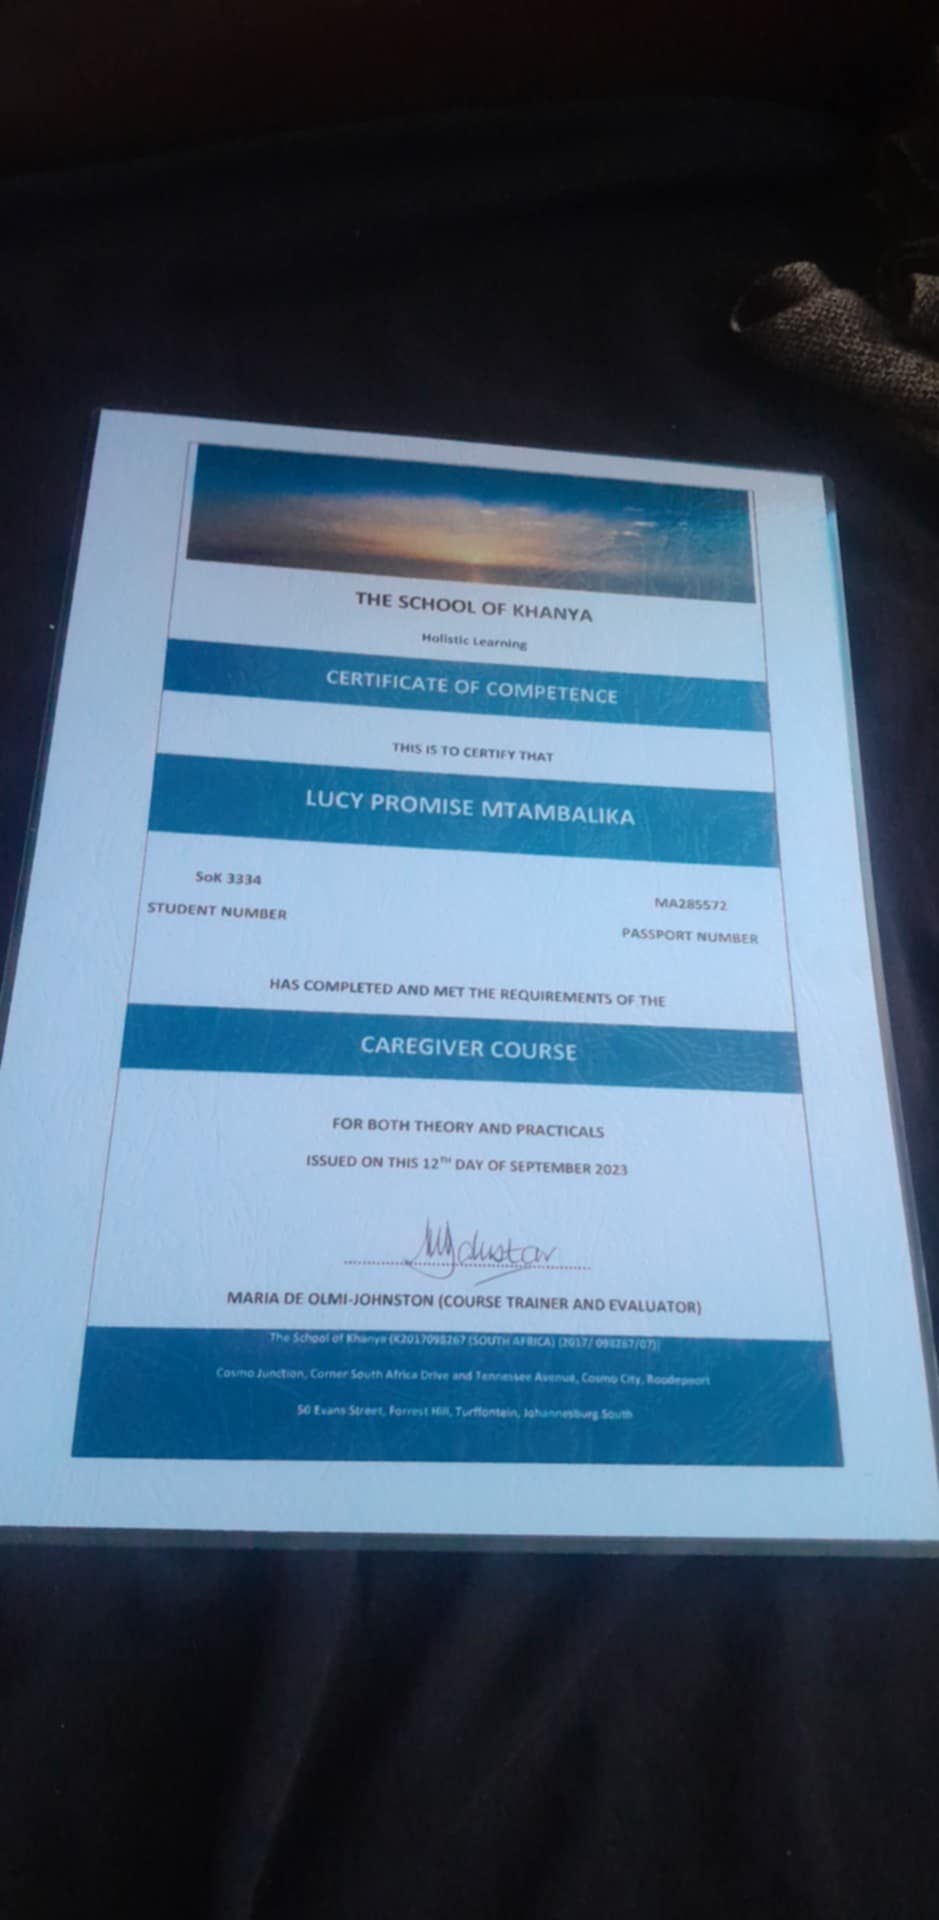 THE SCHOOL OF KHANYA
Holistic Learning
CERTIFICATE OF COMPETENCE
THIS IS TO CERTIFY THAT
LUCY PROMISE MTAMBALIKA
SoK 3334
STUDENT NUMBER
MA285572
PASSPORT NUMBER
HAS COMPLETED AND MET THE REQUIREMENTS OF THE
CAREGIVER COURSE
FOR BOTH THEORY AND PRACTICALS
ISSUED ON THIS 12TH DAY OF SEPTEMBER 2023
MARIA DE OLMI-JOHNSTON (COURSE TRAINER AND EVALUATOR)
The School of Khanya (K2017098267 (SOUTH AFRICA) (2017/ 098267/07))
Cosmo Junction, Corner South Africa Drive and Tennessee Avenue, Cosmo City, Roodepoort
50 Evans Street, Forrest Hill, Turffontein, Johannesburg South